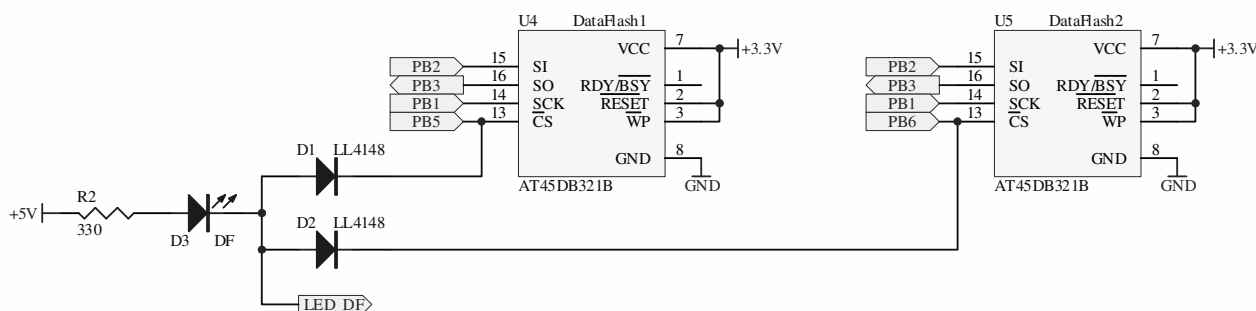 U4 DataFlash1
VCC 7 +3.3V
PB2 15 SI
PB3 16 SO RDY/BSY 1
PB1 14 SCK RESET 2
PB5 13 CS WP 3
GND 8 GND
AT45DB321B
U5 DataFlash2
VCC 7 +3.3V
PB2 15 SI
PB3 16 SO RDY/BSY 1
PB1 14 SCK RESET 2
PB6 13 CS WP 3
GND 8 GND
AT45DB321B
D1 LL4148
+5V R2 330 D3 DF
D2 LL4148
LED_DF